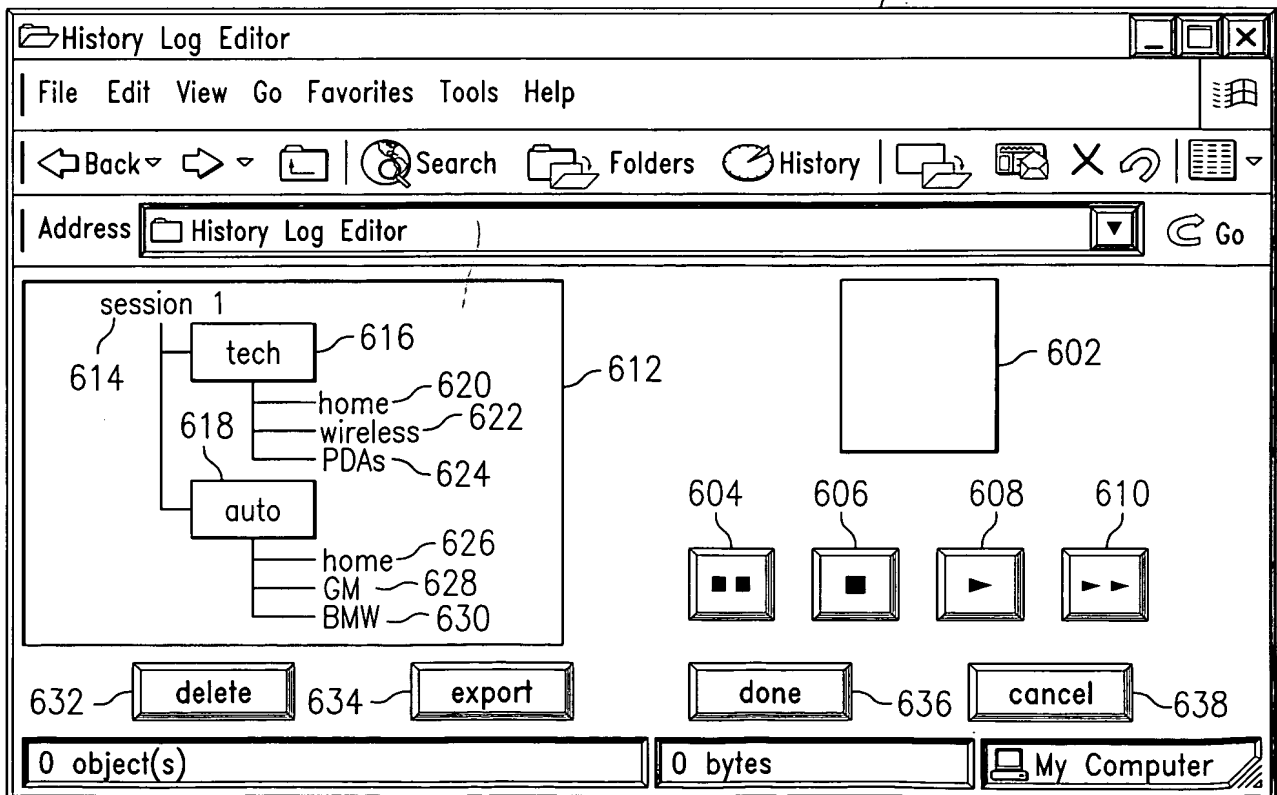 History Log Editor
File Edit View Go Favorites Tools Help
Back Search Folders History
Address History Log Editor Go
session 1
614
tech 616
home 620
wireless 622
PDAs 624
618
auto
home 626
GM 628
BMW 630
612
602
604 606 608 610
632 delete 634 export done 636 cancel 638
0 object(s) 0 bytes My Computer